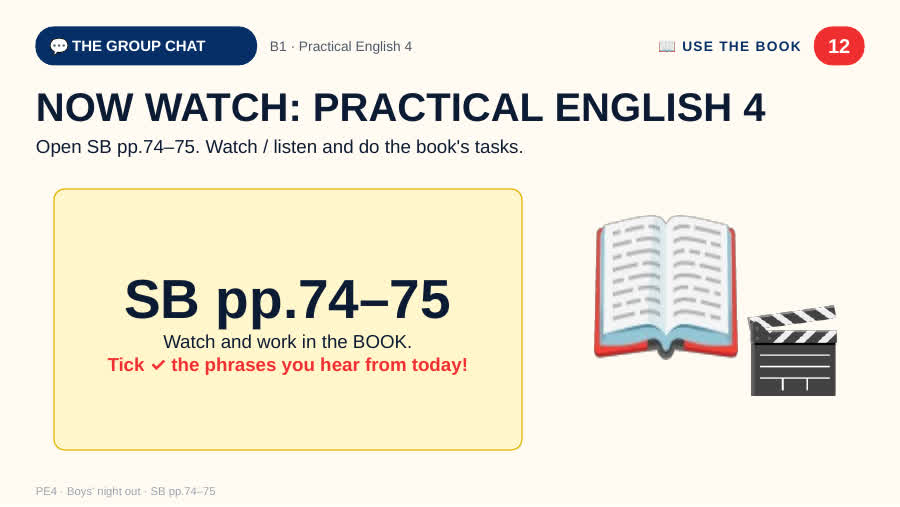 💬 THE GROUP CHAT
B1 · Practical English 4
📖 USE THE BOOK
12
NOW WATCH: PRACTICAL ENGLISH 4
Open SB pp.74–75. Watch / listen and do the book's tasks.
SB pp.74–75
Watch and work in the BOOK.
Tick ✓ the phrases you hear from today!
PE4 · Boys' night out · SB pp.74–75